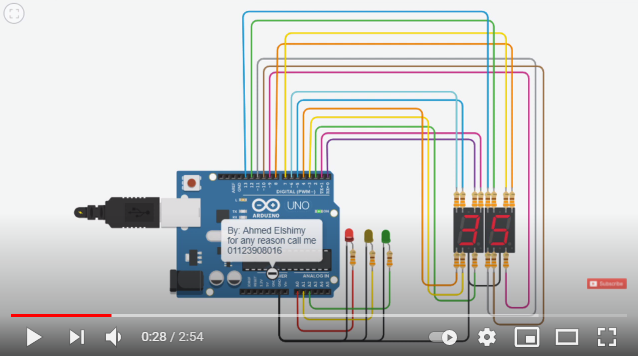 DIGITAL (PWM~)
UNO
ARDUINO
By: Ahmed Elshimy
for any reason call me
01123908016
ANALOG IN
35
Subscribe
0:28 / 2:54